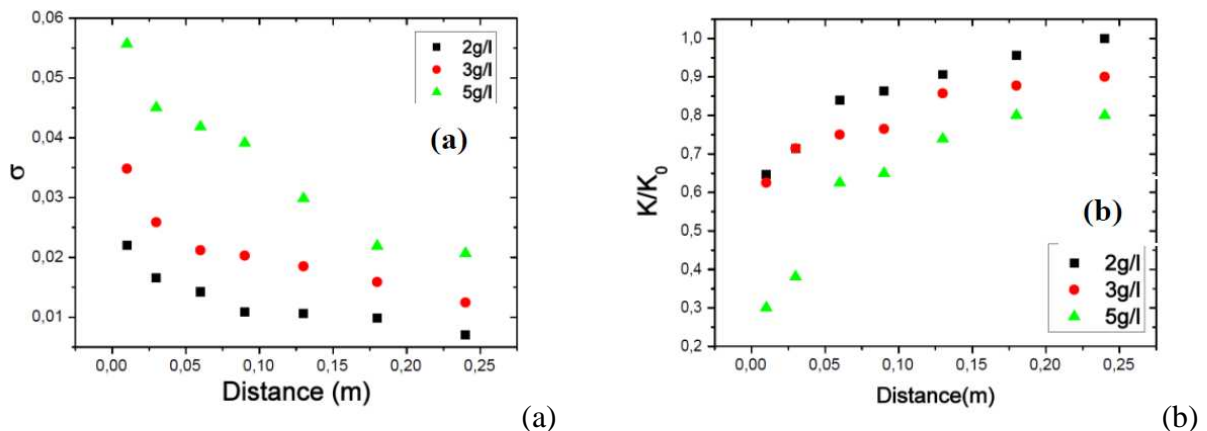 0,06
0,05
0,04
0,03
0,02
0,01
σ
2g/l
3g/l
5g/l
(a)
0,00 0,05 0,10 0,15 0,20 0,25
Distance (m)
(a)
1,0
0,9
0,8
0,7
0,6
0,5
0,4
0,3
0,2
K/K0
(b)
2g/l
3g/l
5g/l
0,00 0,05 0,10 0,15 0,20 0,25
Distance(m)
(b)